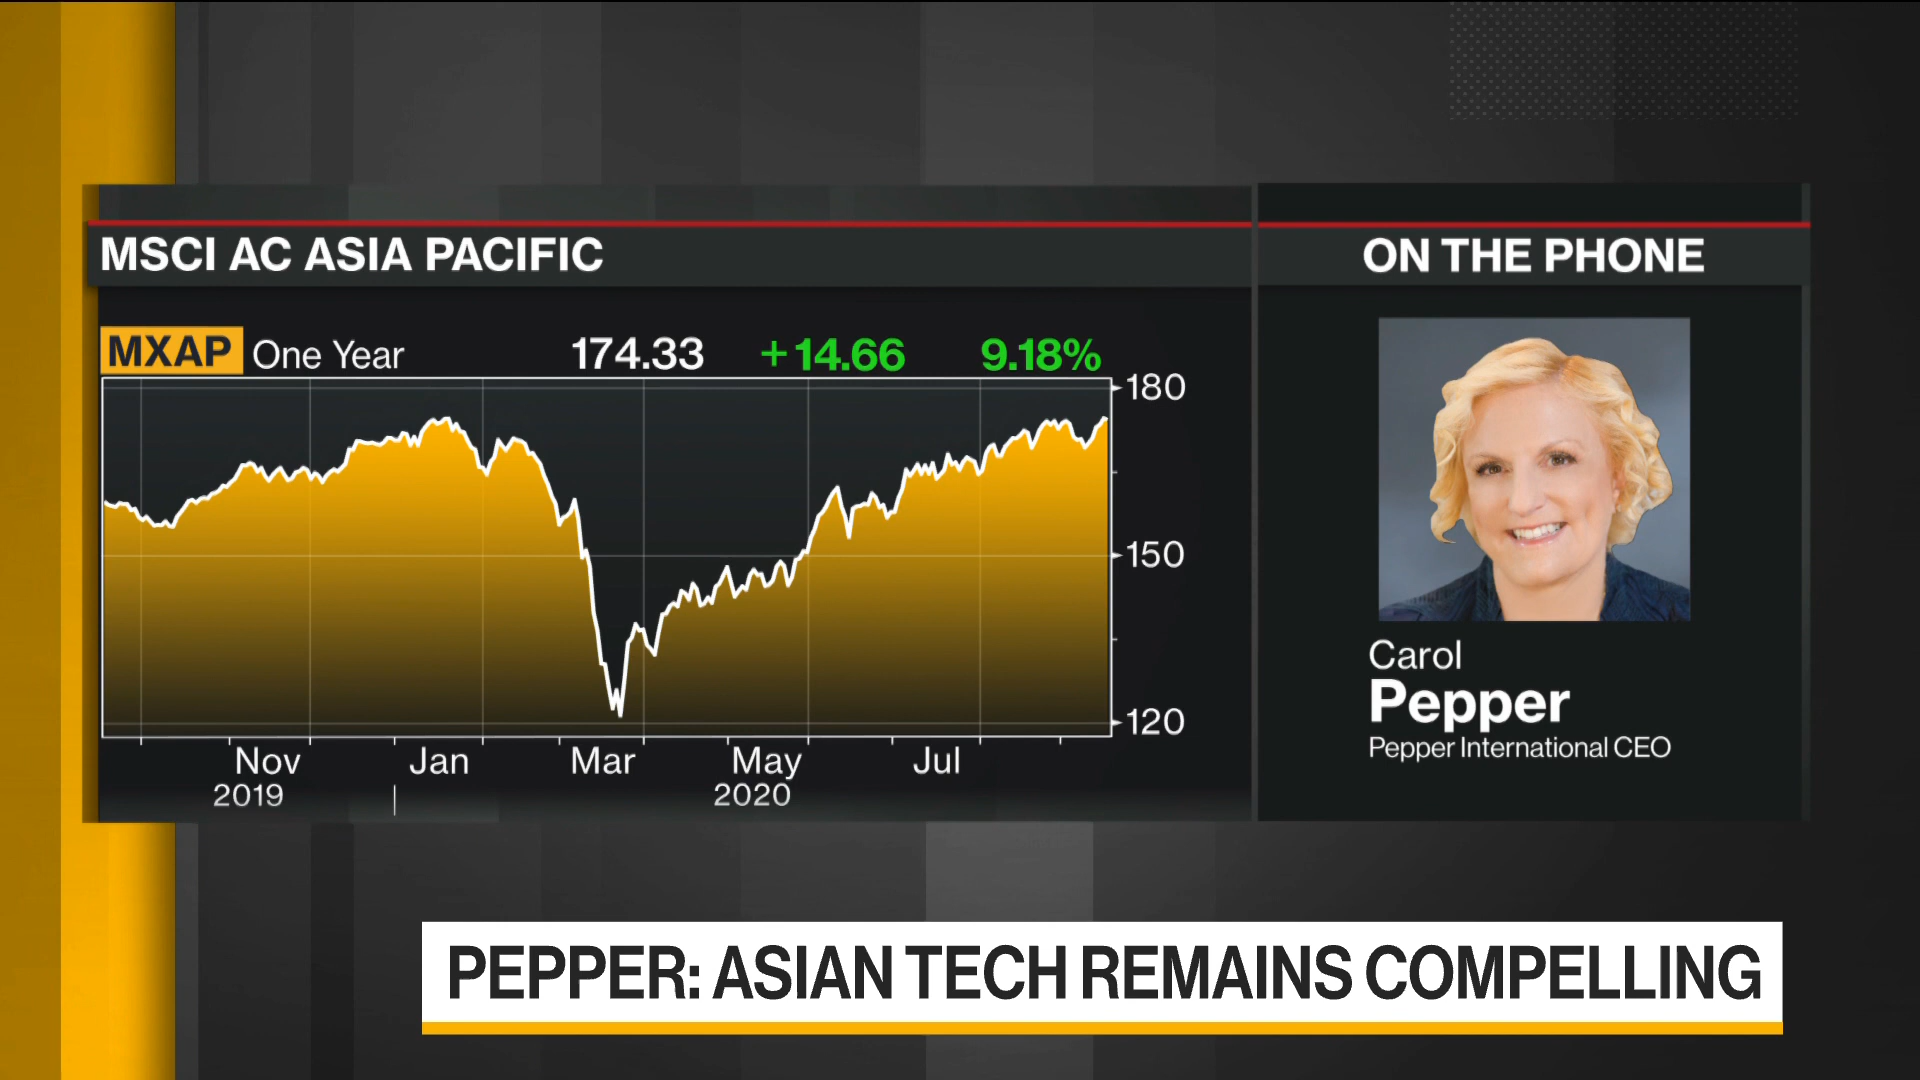 MSCI AC ASIA PACIFIC
MXAP One Year 174.33 +14.66 9.18%
180
150
120
Nov Jan Mar May Jul
2019 2020
ON THE PHONE
Carol
Pepper
Pepper International CEO
PEPPER: ASIAN TECH REMAINS COMPELLING